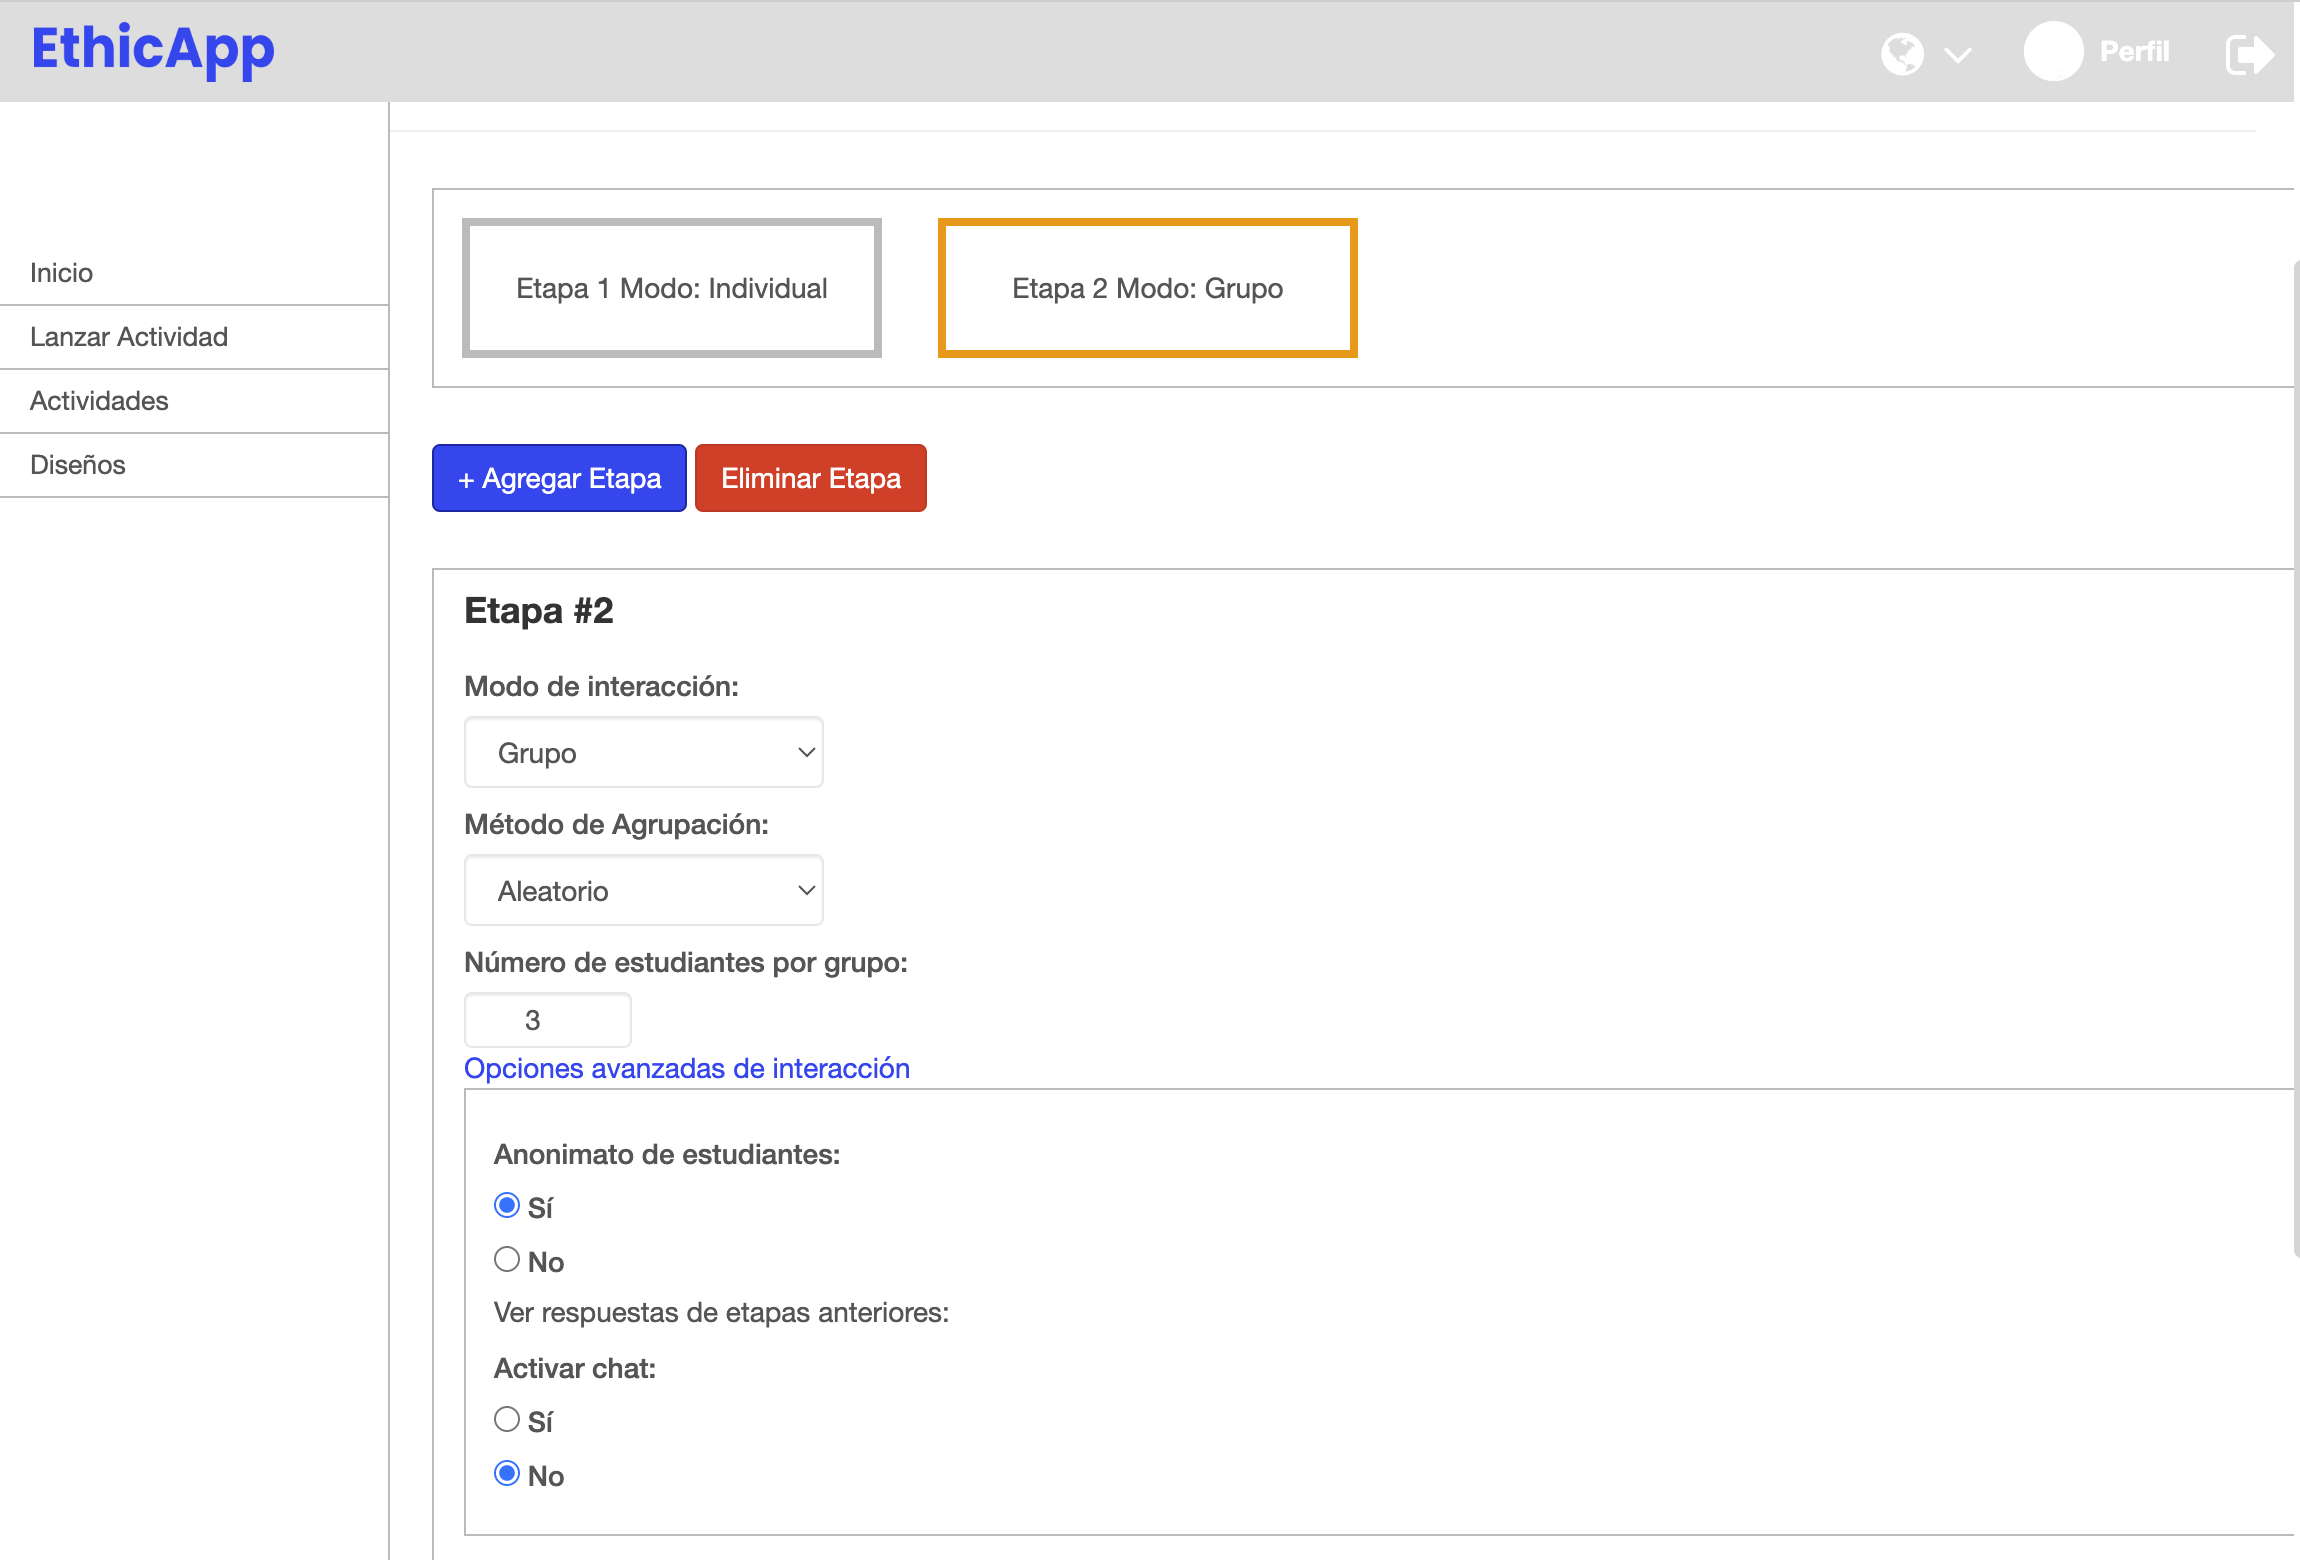 EthicApp
Perfil
Inicio
Lanzar Actividad
Actividades
Diseños
Etapa 1 Modo: Individual
Etapa 2 Modo: Grupo
+ Agregar Etapa
Eliminar Etapa
Etapa #2
Modo de interacción:
Grupo
Método de Agrupación:
Aleatorio
Número de estudiantes por grupo:
3
Opciones avanzadas de interacción
Anonimato de estudiantes:
Sí
No
Ver respuestas de etapas anteriores:
Activar chat:
Sí
No